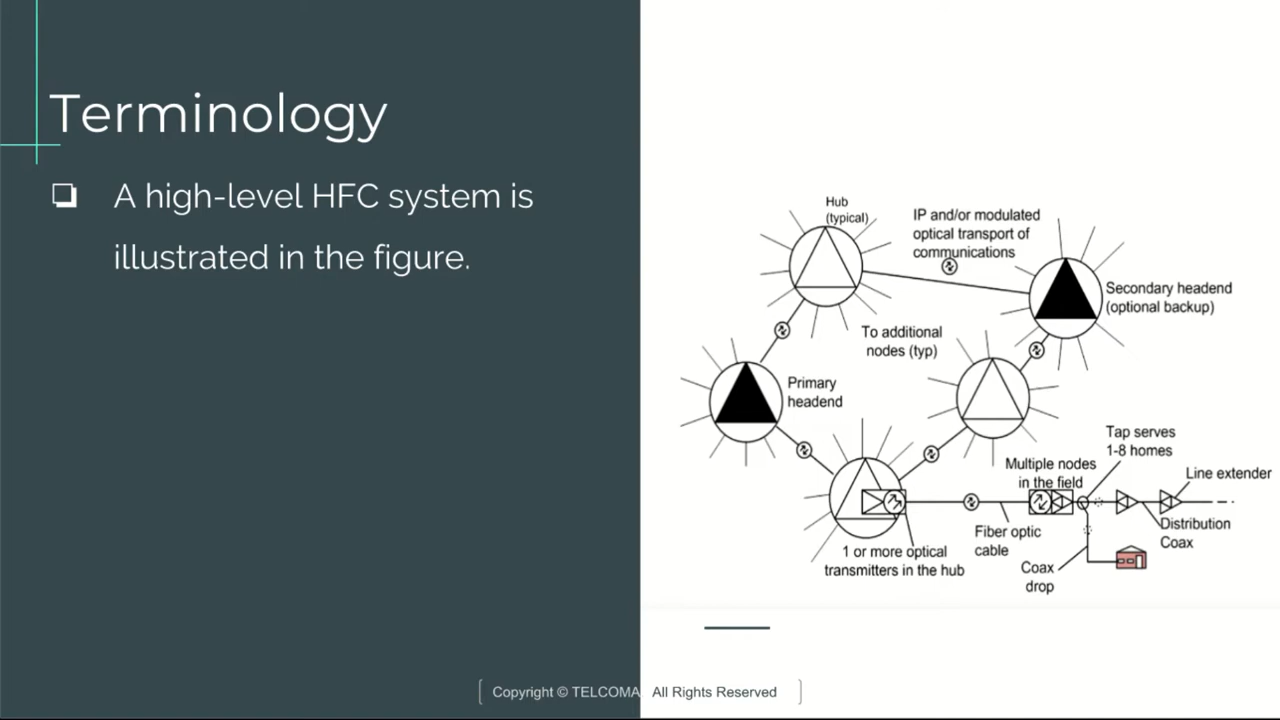 Terminology
A high-level HFC system is
illustrated in the figure.
Hub
(typical)
IP and/or modulated
optical transport of
communications
Secondary headend
(optional backup)
To additional
nodes (typ)
Primary
headend
Tap serves
1-8 homes
Multiple nodes
in the field
Line extender
Distribution
Coax
Fiber optic
cable
1 or more optical
transmitters in the hub
Coax
drop
Copyright © TELCOMA All Rights Reserved